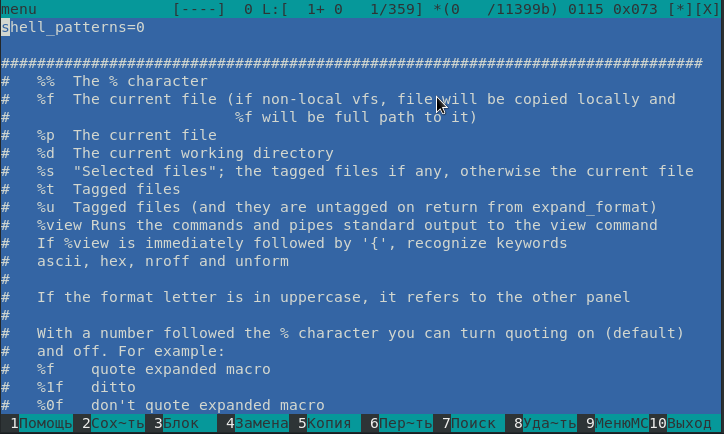 menu               [----]  0 L:[  1+ 0   1/359] *(0   /11399b) 0115 0x073 [*][X]
shell_patterns=0
##############################################################################
#   %%  The % character
#   %f  The current file (if non-local vfs, file will be copied locally and
#                         %f will be full path to it)
#   %p  The current file
#   %d  The current working directory
#   %s  "Selected files"; the tagged files if any, otherwise the current file
#   %t  Tagged files
#   %u  Tagged files (and they are untagged on return from expand_format)
#   %view Runs the commands and pipes standard output to the view command
#   If %view is immediately followed by '{', recognize keywords
#   ascii, hex, nroff and unform
#
#   If the format letter is in uppercase, it refers to the other panel
#
#   With a number followed the % character you can turn quoting on (default)
#   and off. For example:
#   %f    quote expanded macro
#   %1f   ditto
#   %0f   don't quote expanded macro
1Помощь 2Сох~ть 3Блок 4Замена 5Копия 6Пер~ть 7Поиск 8Уда~ть 9МенюMC 10Выход